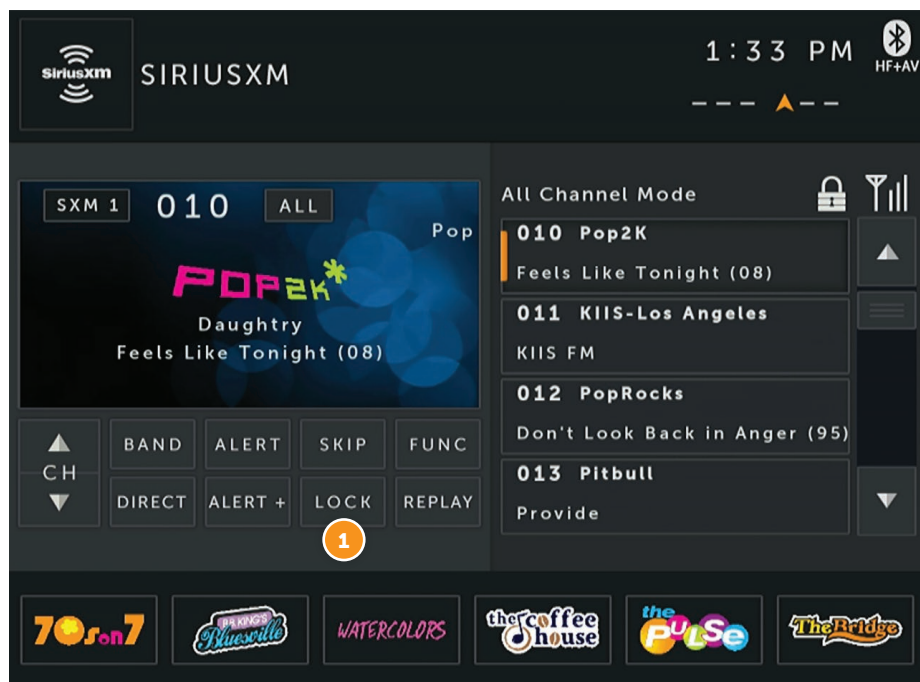 SiriusXm
SIRIUSXM
1:33 PM
HF+AV
SXM 1 010 ALL
Pop
POP2K*
Daughtry
Feels Like Tonight (08)
CH
BAND ALERT SKIP FUNC
DIRECT ALERT + LOCK REPLAY
1
All Channel Mode
010 Pop2K
Feels Like Tonight (08)
011 KIIS-Los Angeles
KIIS FM
012 PopRocks
Don't Look Back in Anger (95)
013 Pitbull
Provide
70s on 7
B.B. KING'S
Bluesville
WATERCOLORS
the coffee
house
the
PULSE
The Bridge